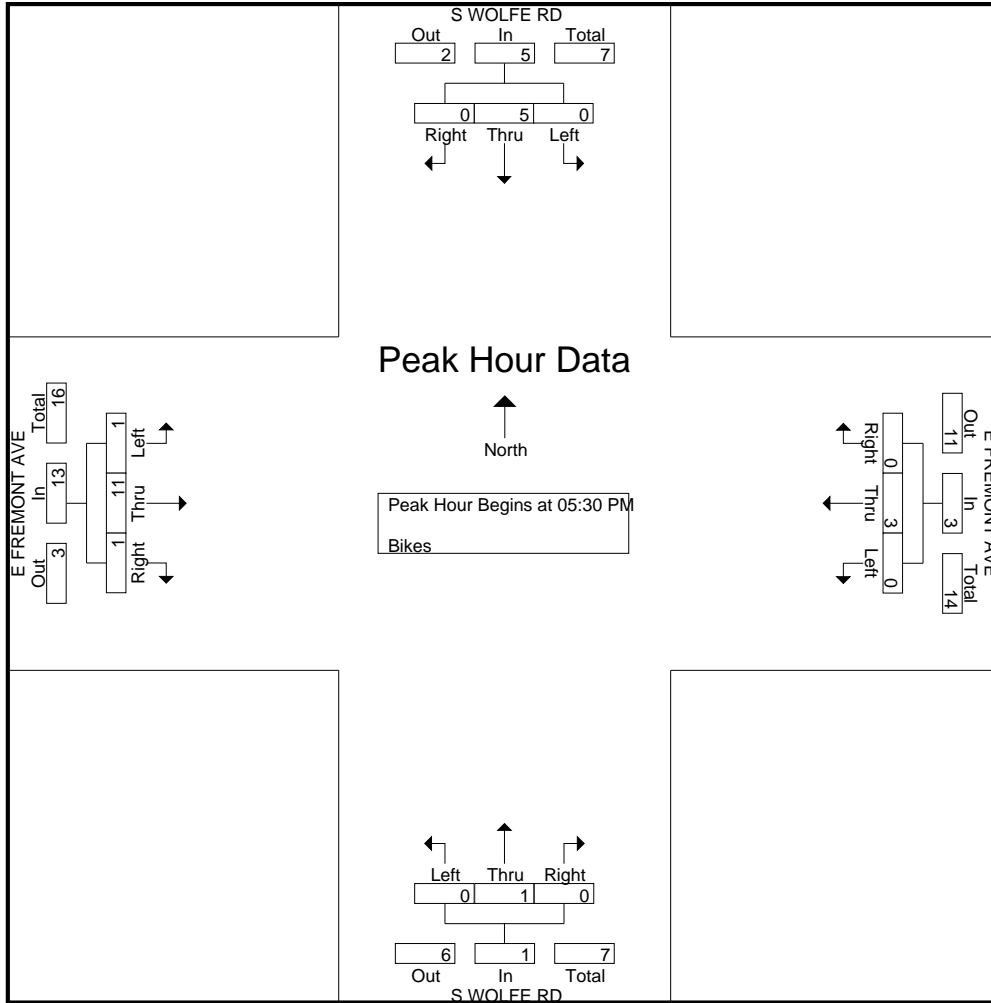 S WOLFE RD
Out In Total
2 5 7
0 5 0
Right Thru Left
Peak Hour Data
North
Peak Hour Begins at 05:30 PM
Bikes
E FREMONT AVE
Out In Total
3 13 16
1 11 1
Right Thru Left
E FREMONT AVE
Out In Total
11 3 14
0 3 0
Right Thru Left
Left Thru Right
0 1 0
6 1 7
Out In Total
S WOLFE RD